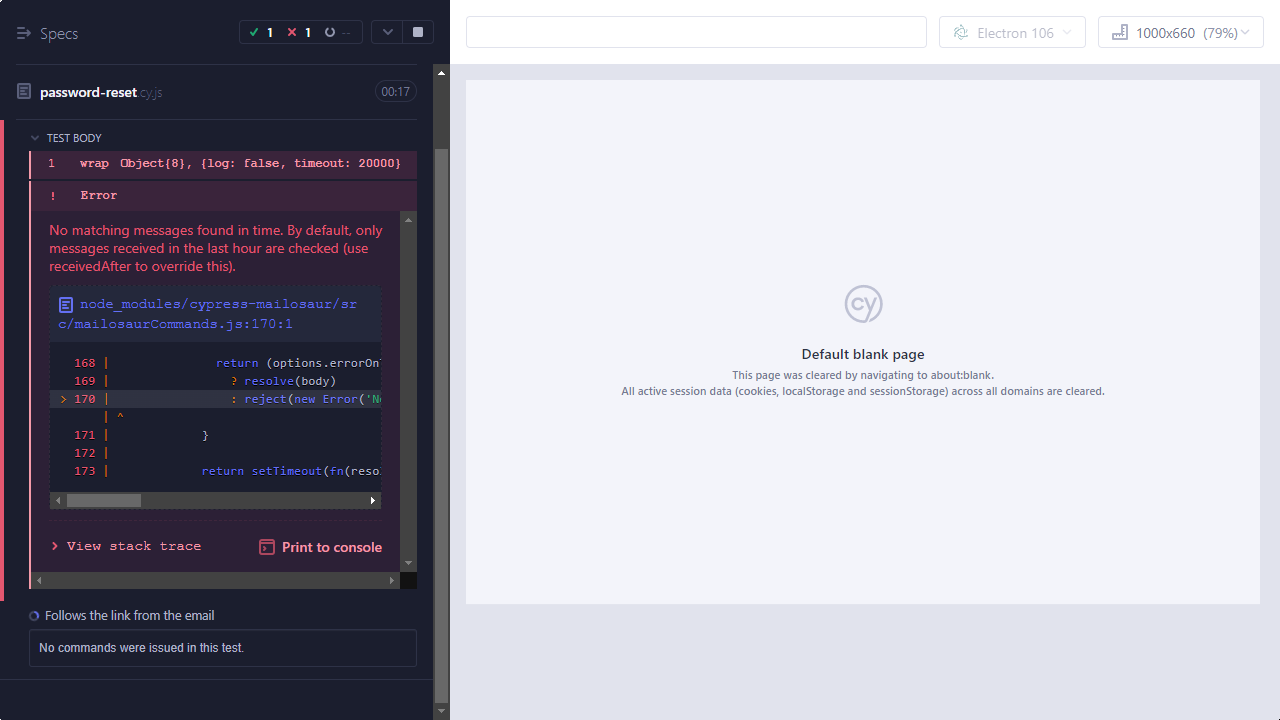 Specs
1 1 --
Electron 106
1000x660 (79%)
password-reset.cy.js
00:17
TEST BODY
1 wrap Object{8}, {log: false, timeout: 20000}
! Error
No matching messages found in time. By default, only
messages received in the last hour are checked (use
receivedAfter to override this).
node_modules/cypress-mailosaur/sr
c/mailosaurCommands.js:170:1
168 | return (options.errorOn
169 | ? resolve(body)
> 170 | : reject(new Error('No
| ^
171 | }
172 |
173 | return setTimeout(fn(resol
> View stack trace
Print to console
Follows the link from the email
No commands were issued in this test.
cy
Default blank page
This page was cleared by navigating to about:blank.
All active session data (cookies, localStorage and sessionStorage) across all domains are cleared.